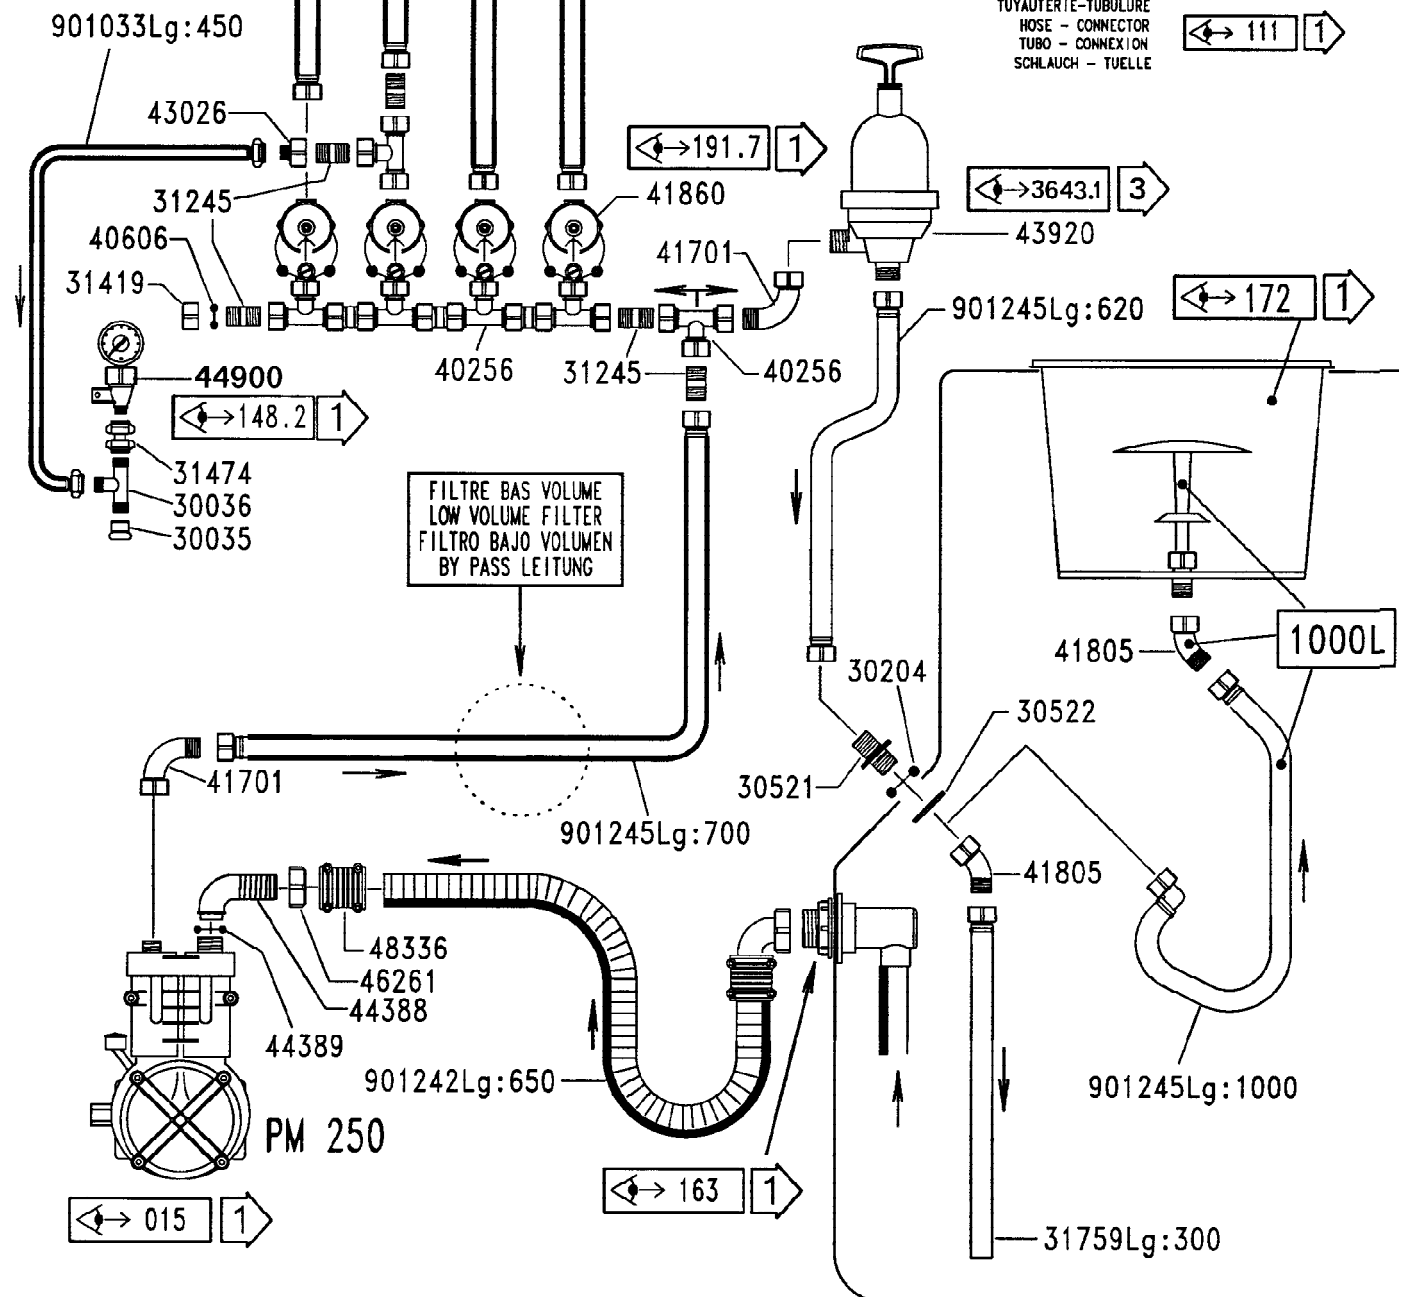 TUYAUTERIE-TUBULURE
901033Lg:450
HOSE - CONNECTOR
TUBO - CONNEXION
SCHLAUCH - TUELLE
111 1
43026
191.7 1
3643.1 3
31245
41860
40606
43920
41701
31419
172 1
901245Lg:620
44900
40256
31245
40256
148.2 1
31474
30036
30035
FILTRE BAS VOLUME
LOW VOLUME FILTER
FILTRO BAJO VOLUMEN
BY PASS LEITUNG
1000L
41805
30204
30522
41701
30521
901245Lg:700
41805
48336
46261
44388
44389
901242Lg:650
901245Lg:1000
PM 250
163 1
015 1
31759Lg:300